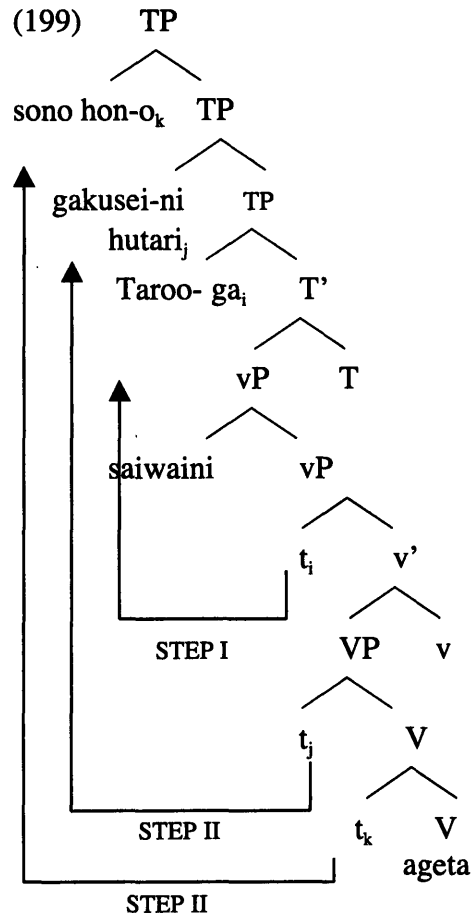 (199) TP
sono hon-oₖ TP
gakusei-ni TP
hutariⱼ
Taroo- gaᵢ T’
vP T
saiwaini vP
tᵢ v’
STEP I VP v
tⱼ V
STEP II tₖ V
ageta
STEP II